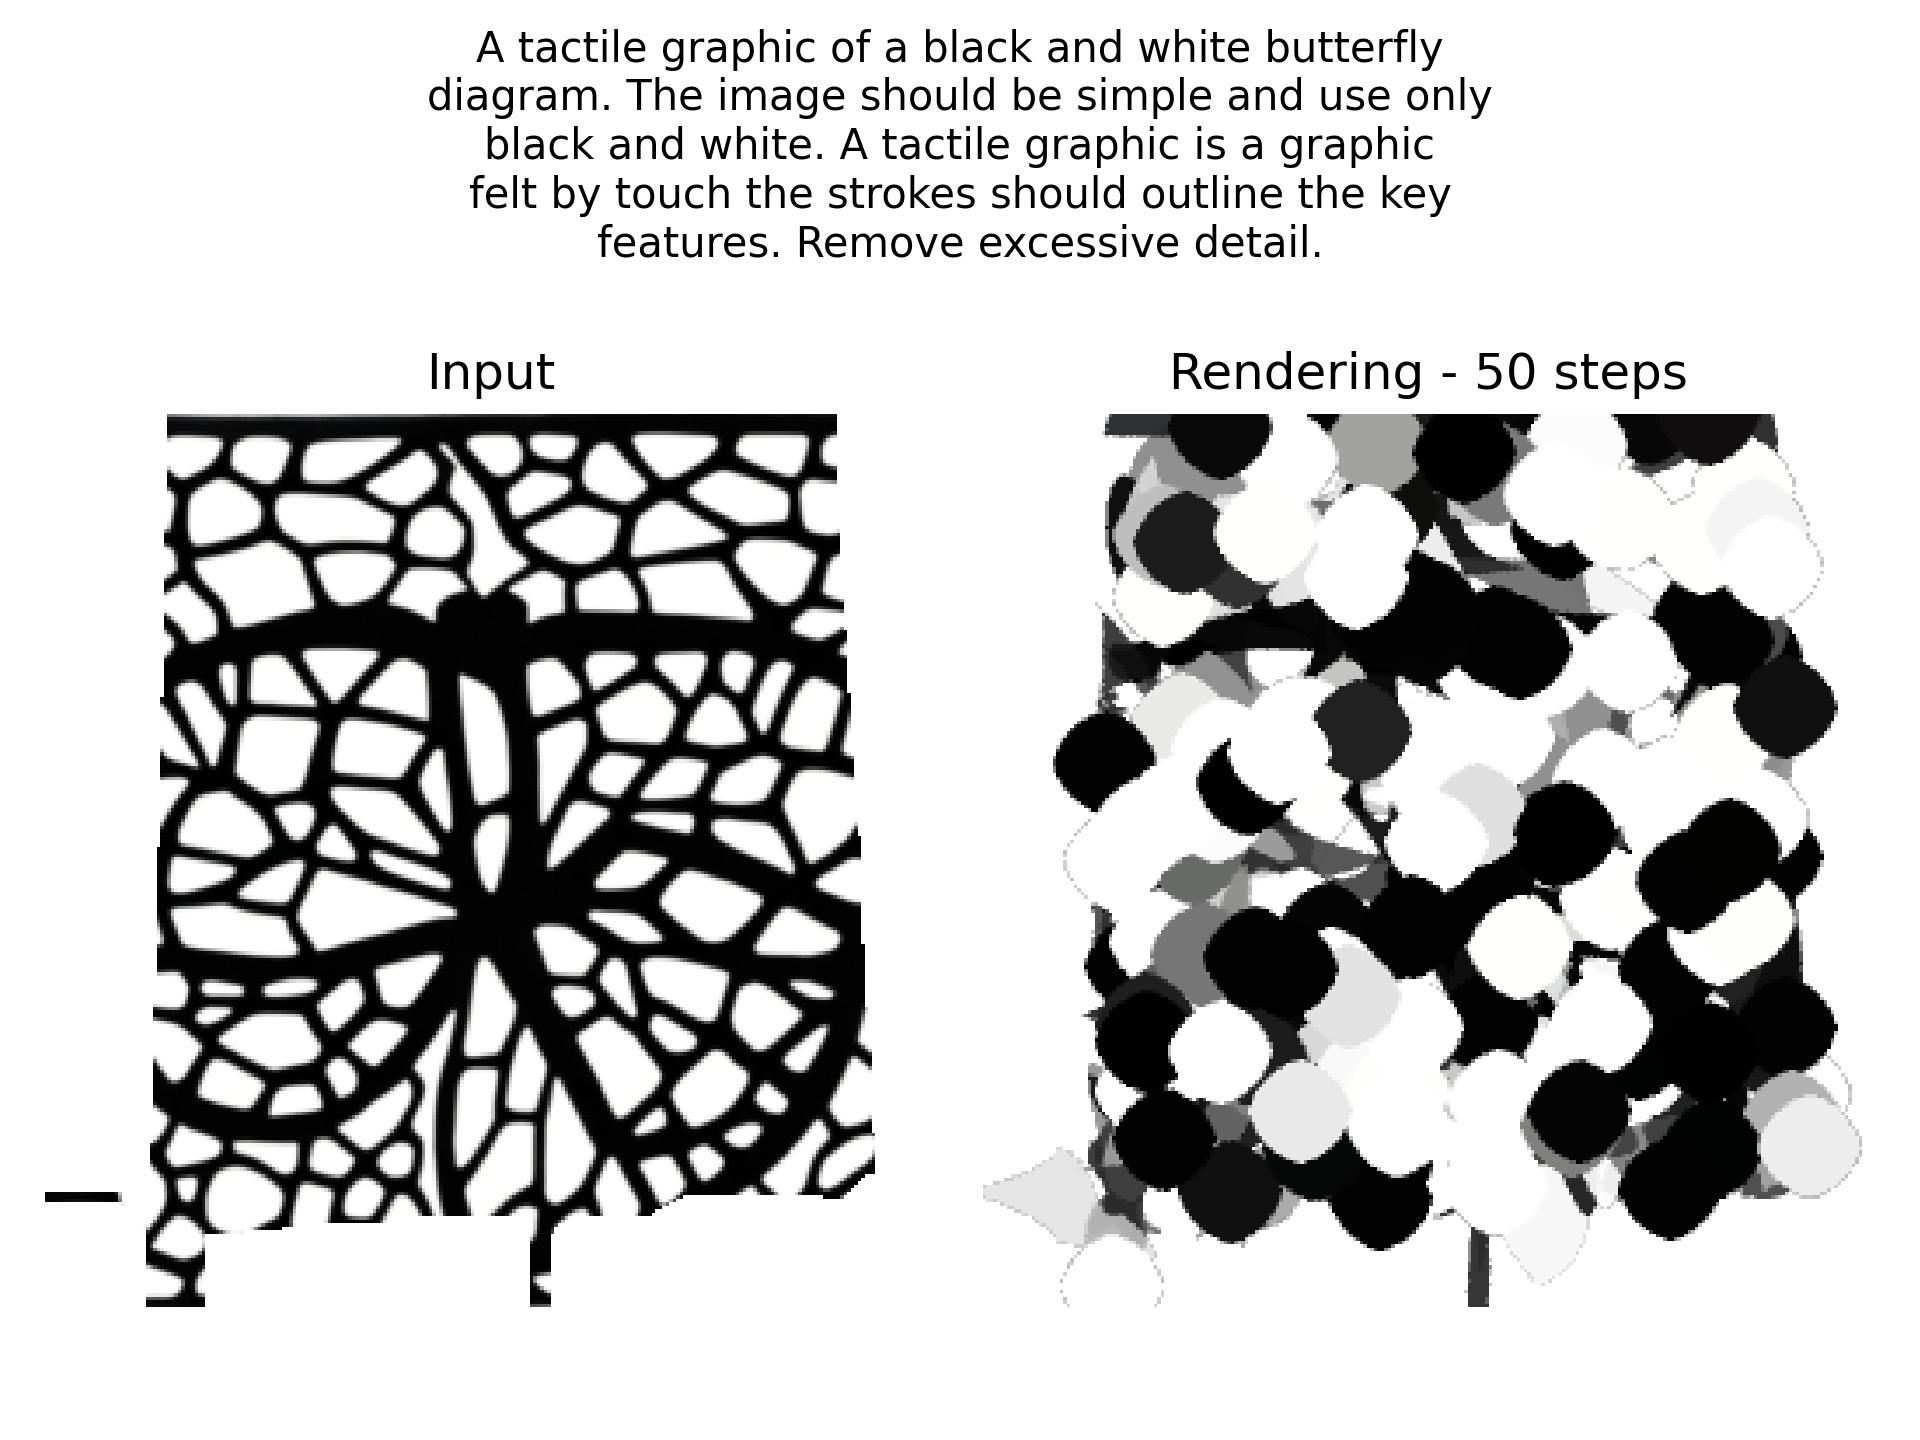 A tactile graphic of a black and white butterfly
diagram. The image should be simple and use only
black and white. A tactile graphic is a graphic
felt by touch the strokes should outline the key
features. Remove excessive detail.
Input
Rendering - 50 steps